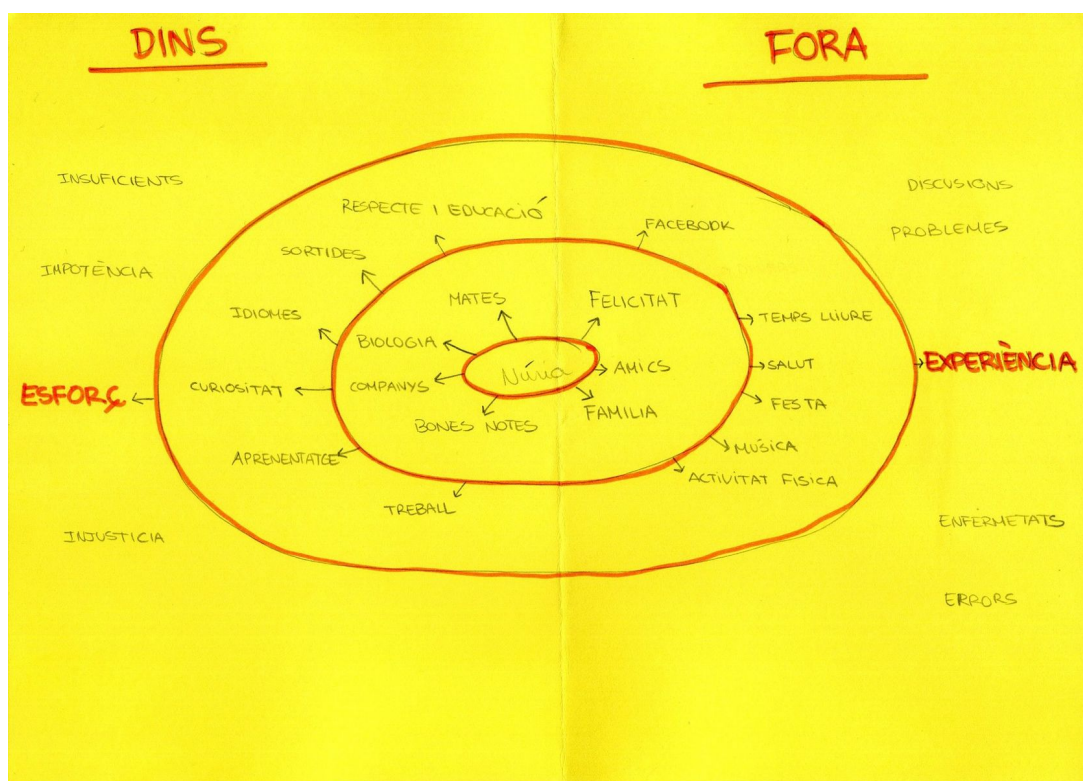 DINS
FORA
INSUFICIENTS
DISCUSIONS
RESPECTE I EDUCACIÓ
FACEBOOK
PROBLEMES
SORTIDES
IMPOTÈNCIA
MATES
FELICITAT
IDIOMES
TEMPS LLIURE
BIOLOGIA
Núria
AMICS
SALUT
EXPERIÈNCIA
CURIOSITAT
COMPANYS
ESFORÇ
FESTA
FAMILIA
BONES NOTES
MUSICA
APRENENTATGE
ACTIVITAT FISICA
TREBALL
INJUSTICIA
ENFERMETATS
ERRORS